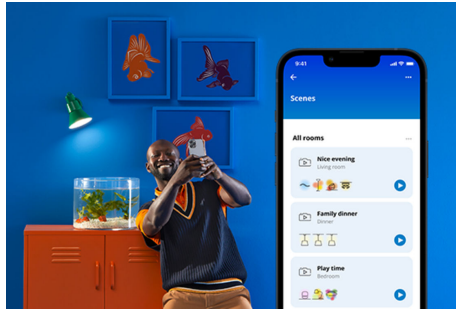 9:41
Scenes
All rooms
Nice evening
Living room
Family dinner
Dinner
Play time
Bedroom